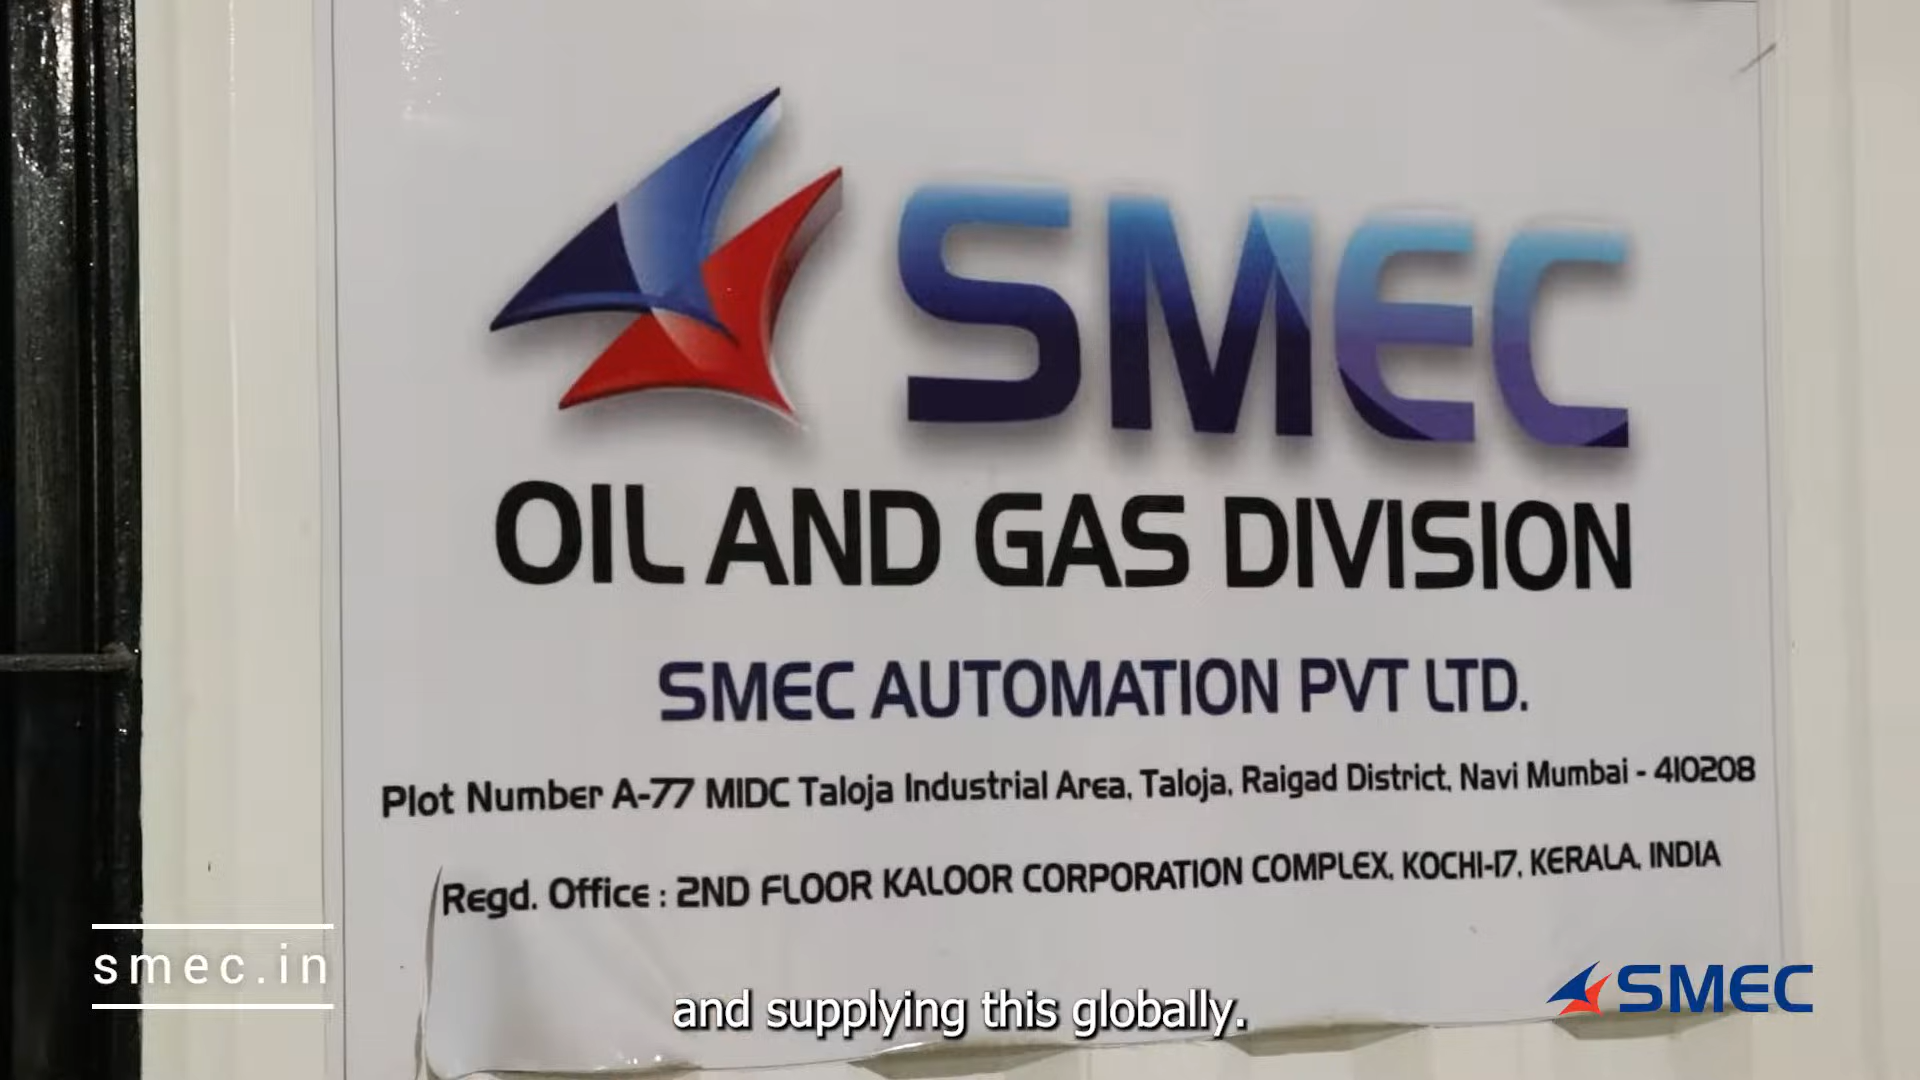 SMEC
OIL AND GAS DIVISION
SMEC AUTOMATION PVT LTD.
Plot Number A-77 MIDC Taloja Industrial Area, Taloja, Raigad District, Navi Mumbai - 410208
Regd. Office : 2ND FLOOR KALOOR CORPORATION COMPLEX, KOCHI-17, KERALA, INDIA
smec.in
SMEC
and supplying this globally.